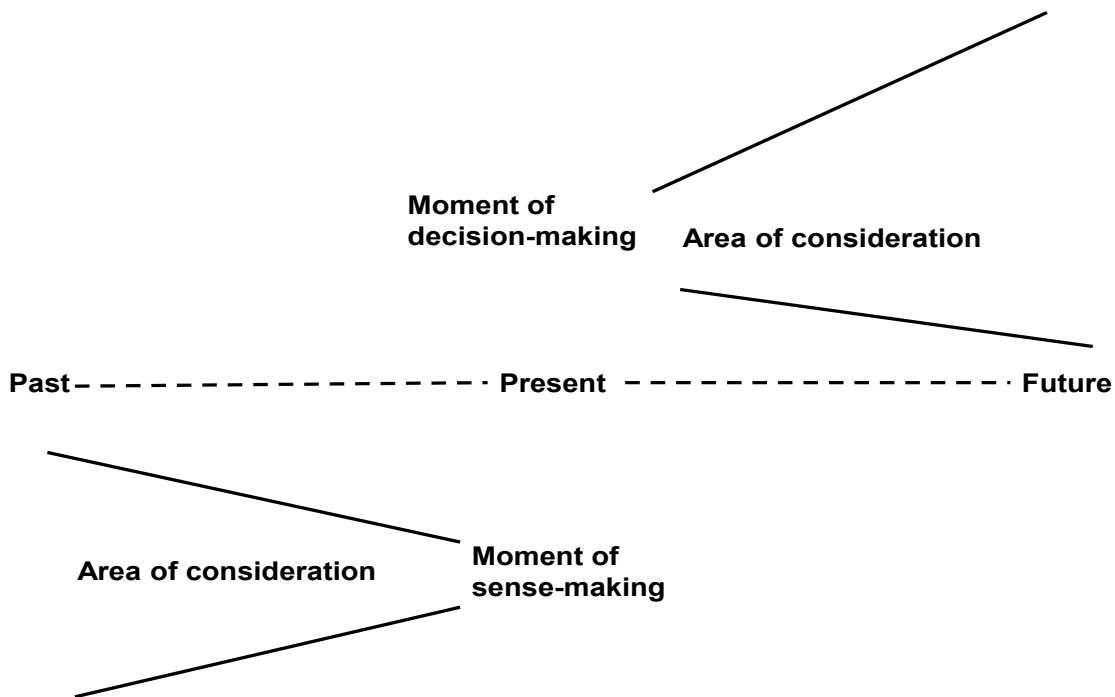 Moment of
decision-making
Area of consideration
Past
Present
Future
Area of consideration
Moment of
sense-making